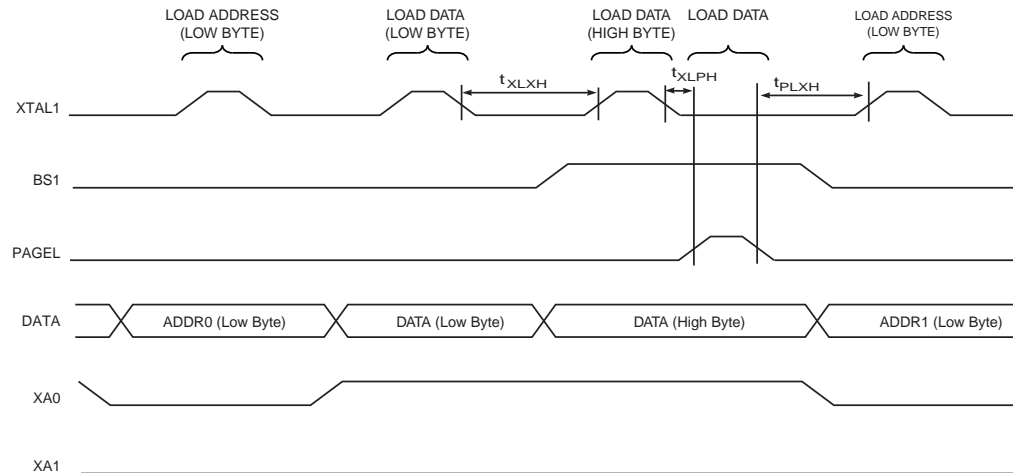 LOAD ADDRESS
(LOW BYTE)
LOAD DATA
(LOW BYTE)
LOAD DATA
(HIGH BYTE)
LOAD DATA
LOAD ADDRESS
(LOW BYTE)
tXLXH
tXLPH
tPLXH
XTAL1
BS1
PAGEL
DATA
ADDR0 (Low Byte)
DATA (Low Byte)
DATA (High Byte)
ADDR1 (Low Byte)
XA0
XA1